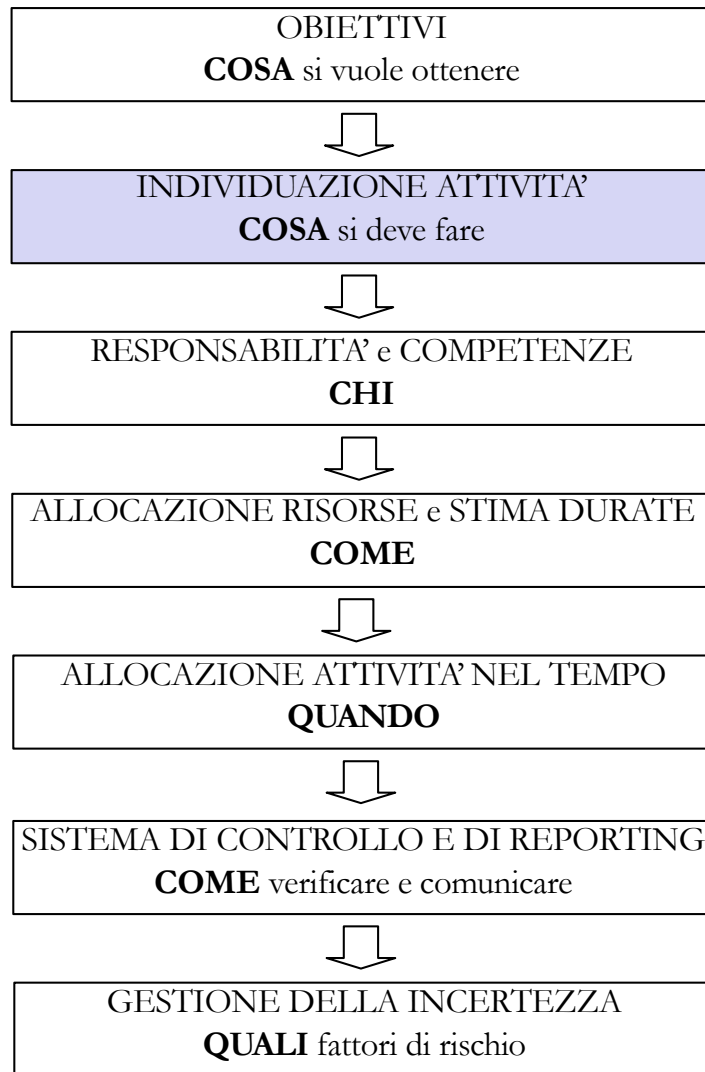 OBIETTIVI
COSA si vuole ottenere
INDIVIDUAZIONE ATTIVITA’
COSA si deve fare
RESPONSABILITA’ e COMPETENZE
CHI
ALLOCAZIONE RISORSE e STIMA DURATE
COME
ALLOCAZIONE ATTIVITA’ NEL TEMPO
QUANDO
SISTEMA DI CONTROLLO E DI REPORTING
COME verificare e comunicare
GESTIONE DELLA INCERTEZZA
QUALI fattori di rischio